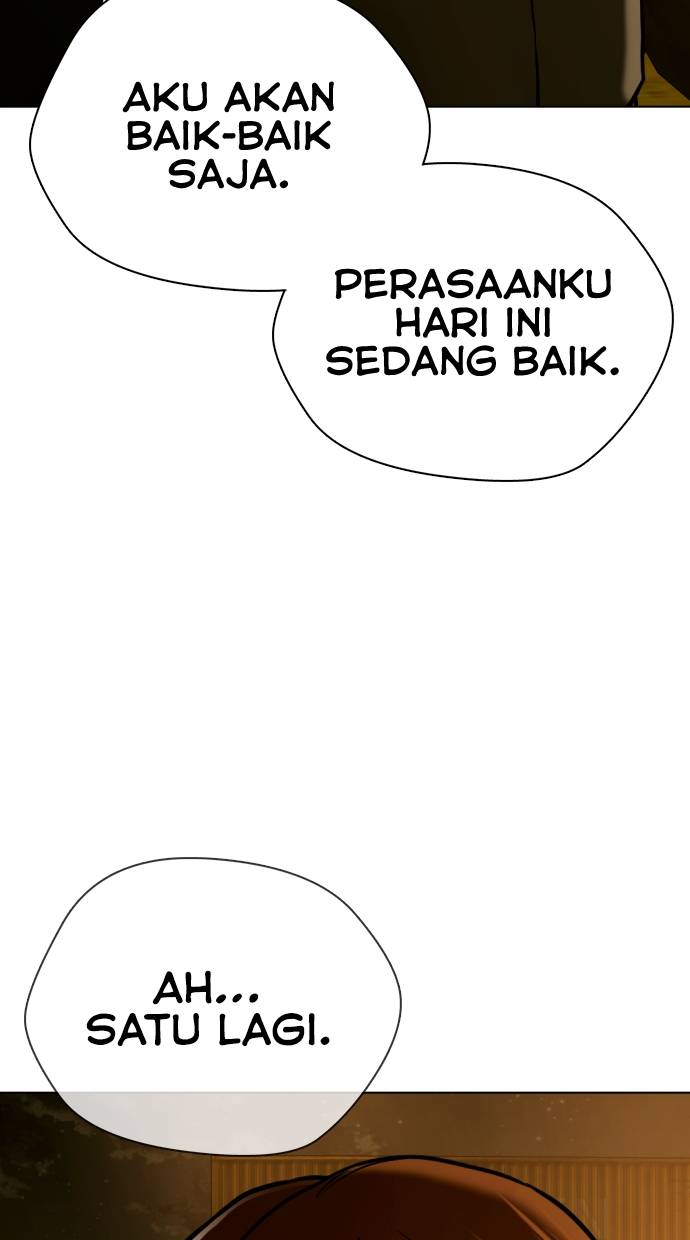 AKU AKAN
BAIK-BAIK
SAJA.
PERASAANKU
HARI INI
SEDANG BAIK.
AH...
SATU LAGI.